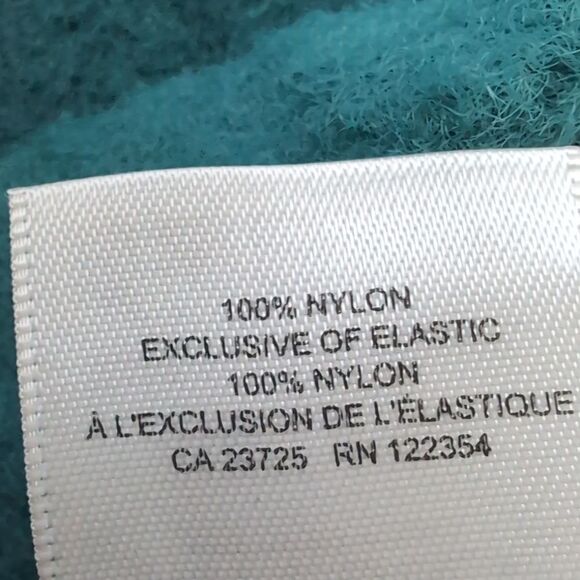 100% NYLON
EXCLUSIVE OF ELASTIC
100% NYLON
À L'EXCLUSION DE L'ÉLASTIQUE
CA 23725 RN 122354